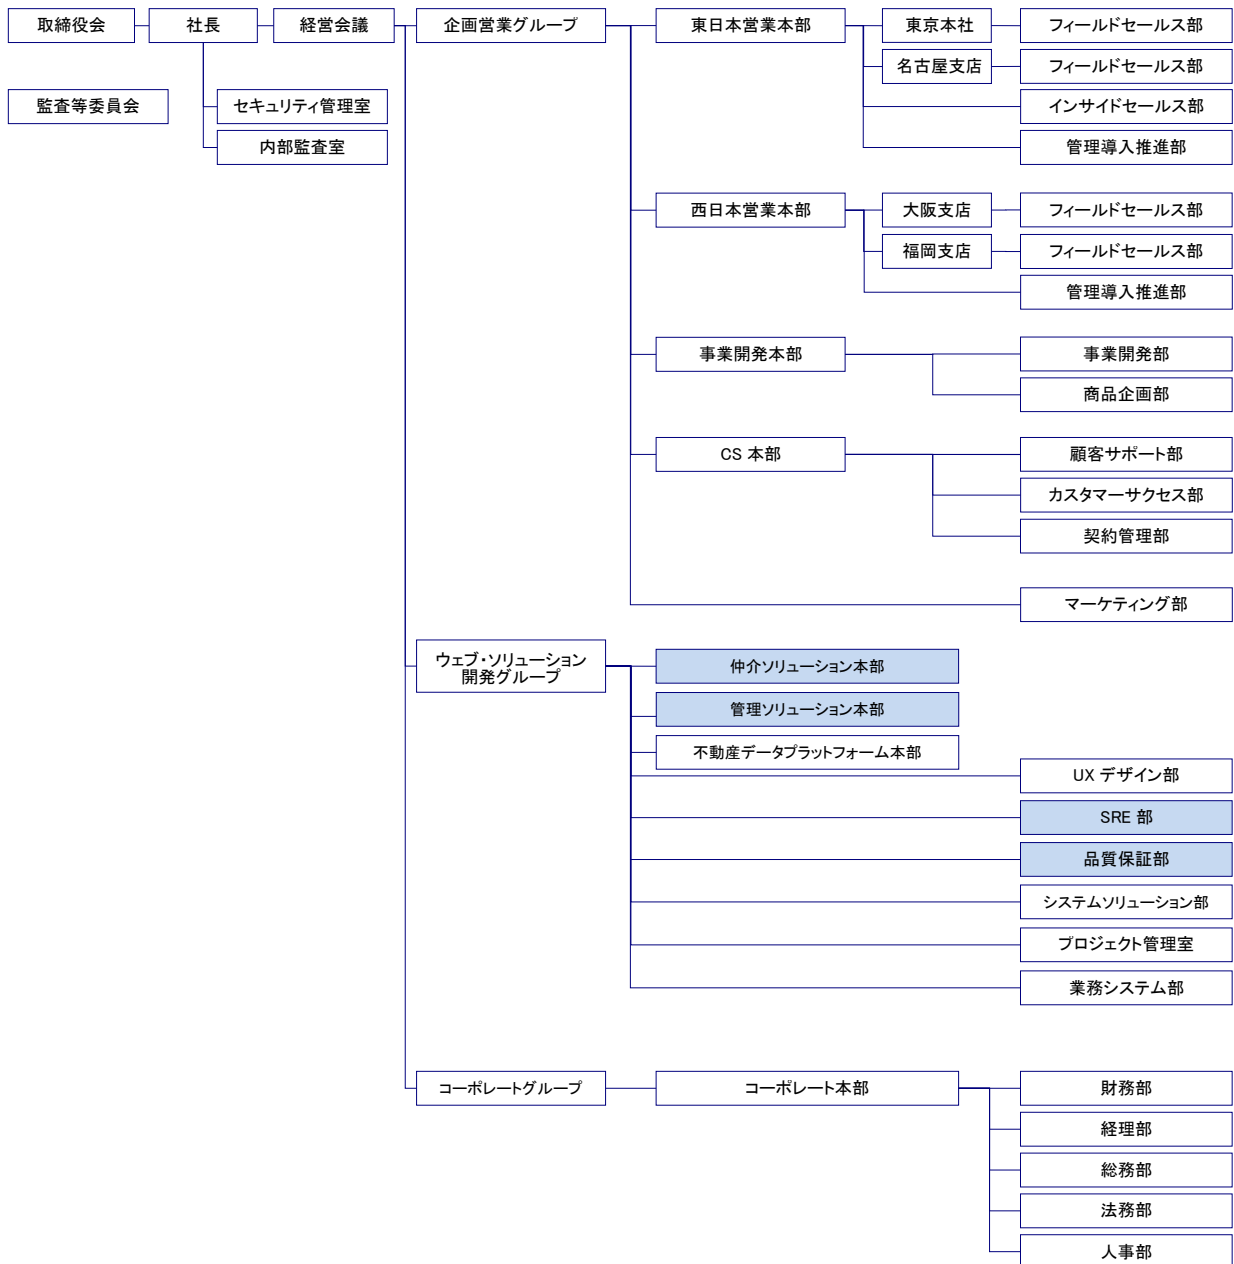 取締役会
社長
経営会議
企画営業グループ
東日本営業本部
東京本社
フィールドセールス部
名古屋支店
フィールドセールス部
監査等委員会
セキュリティ管理室
インサイドセールス部
内部監査室
管理導入推進部
西日本営業本部
大阪支店
フィールドセールス部
福岡支店
フィールドセールス部
管理導入推進部
事業開発本部
事業開発部
商品企画部
CS 本部
顧客サポート部
カスタマーサクセス部
契約管理部
マーケティング部
ウェブ・ソリューション
開発グループ
仲介ソリューション本部
管理ソリューション本部
不動産データプラットフォーム本部
UX デザイン部
SRE 部
品質保証部
システムソリューション部
プロジェクト管理室
業務システム部
コーポレートグループ
コーポレート本部
財務部
経理部
総務部
法務部
人事部